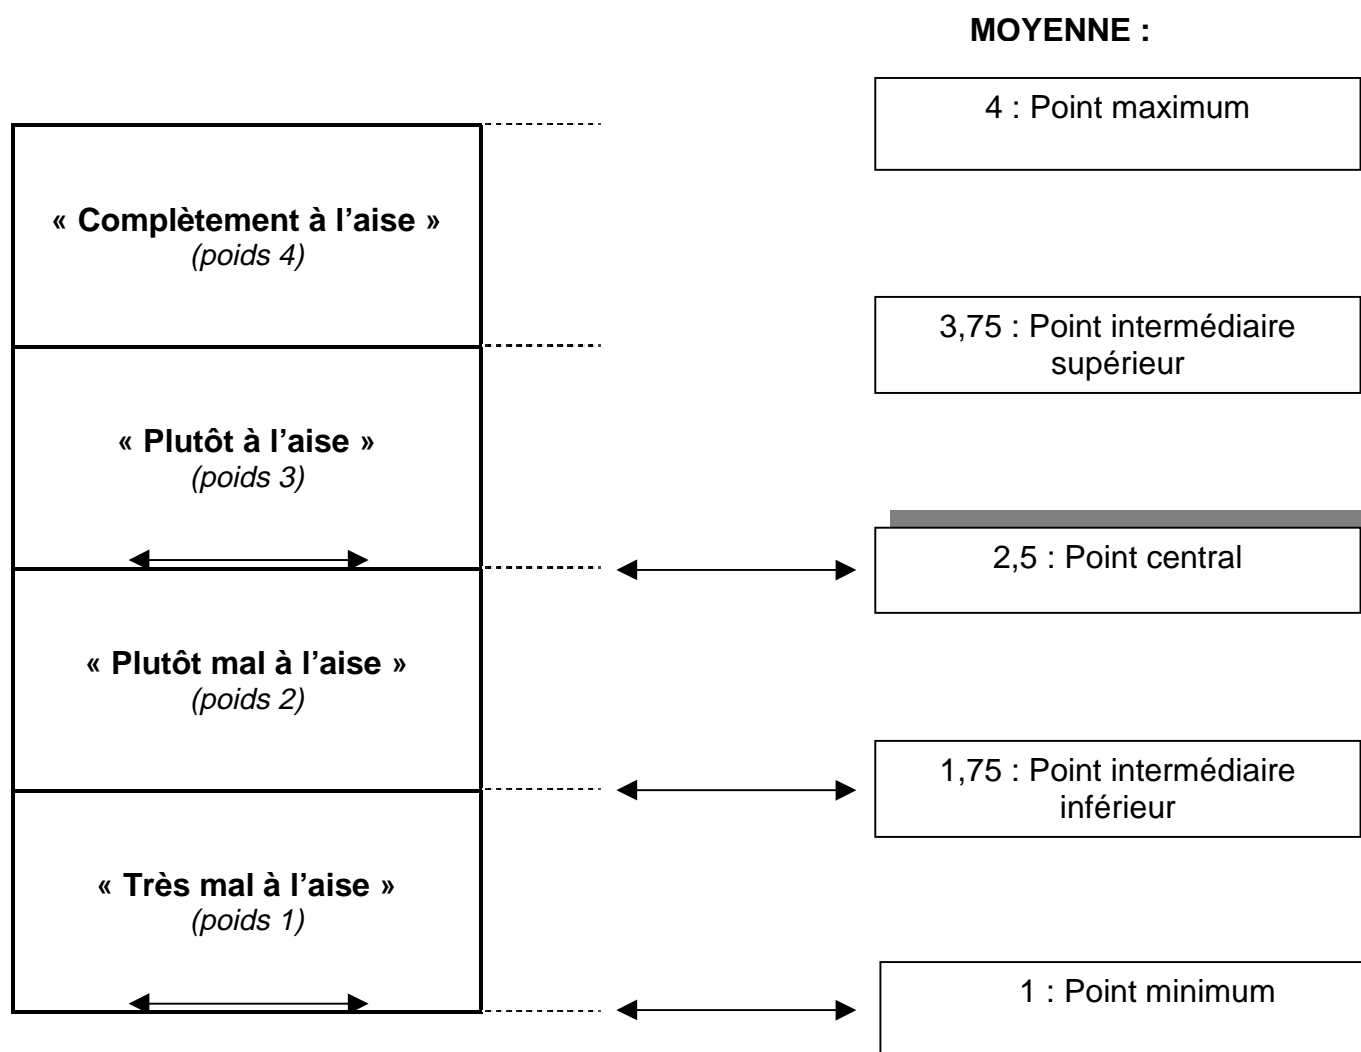 MOYENNE :
4 : Point maximum
« Complètement à l’aise »
(poids 4)
3,75 : Point intermédiaire
supérieur
« Plutôt à l’aise »
(poids 3)
2,5 : Point central
« Plutôt mal à l’aise »
(poids 2)
1,75 : Point intermédiaire
inférieur
« Très mal à l’aise »
(poids 1)
1 : Point minimum